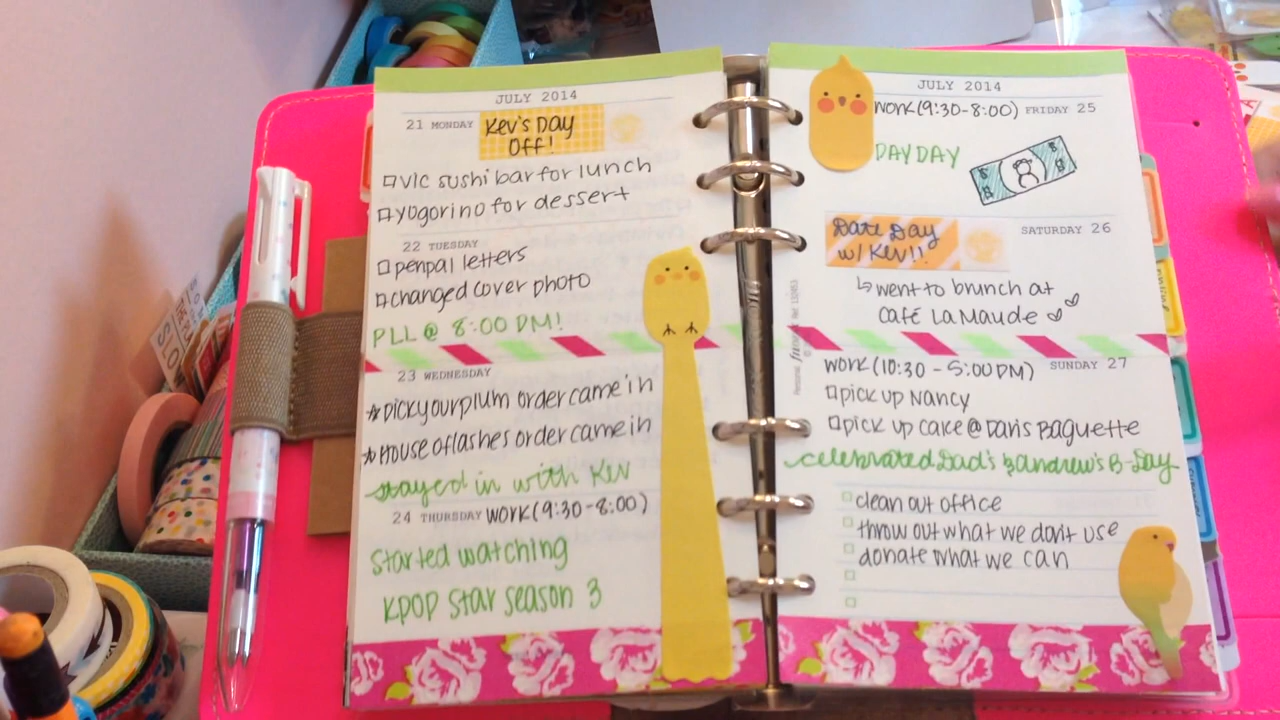 JULY 2014
21 MONDAY
Kev's Day
Off!
VIC sushi bar for lunch
yogorino for dessert
22 TUESDAY
penpal letters
changed cover photo
PLL @ 8:00 PM!
23 WEDNESDAY
pickyourplum order came in
House of lashes order came in
stayed in with Kev
24 THURSDAY WORK (9:30-8:00)
Started watching
KPOP Star Season 3
JULY 2014
WORK (9:30-8:00) FRIDAY 25
PAYDAY
$ $
$ $
Date Day
w/ Kev!!
SATURDAY 26
went to brunch at
café La Maude
WORK (10:30 - 5:00 PM) SUNDAY 27
pick up Nancy
pick up cake @ Paris Baguette
celebrated Dad's & Andrew's B-Day
clean out office
throw out what we don't use
donate what we can
Personal